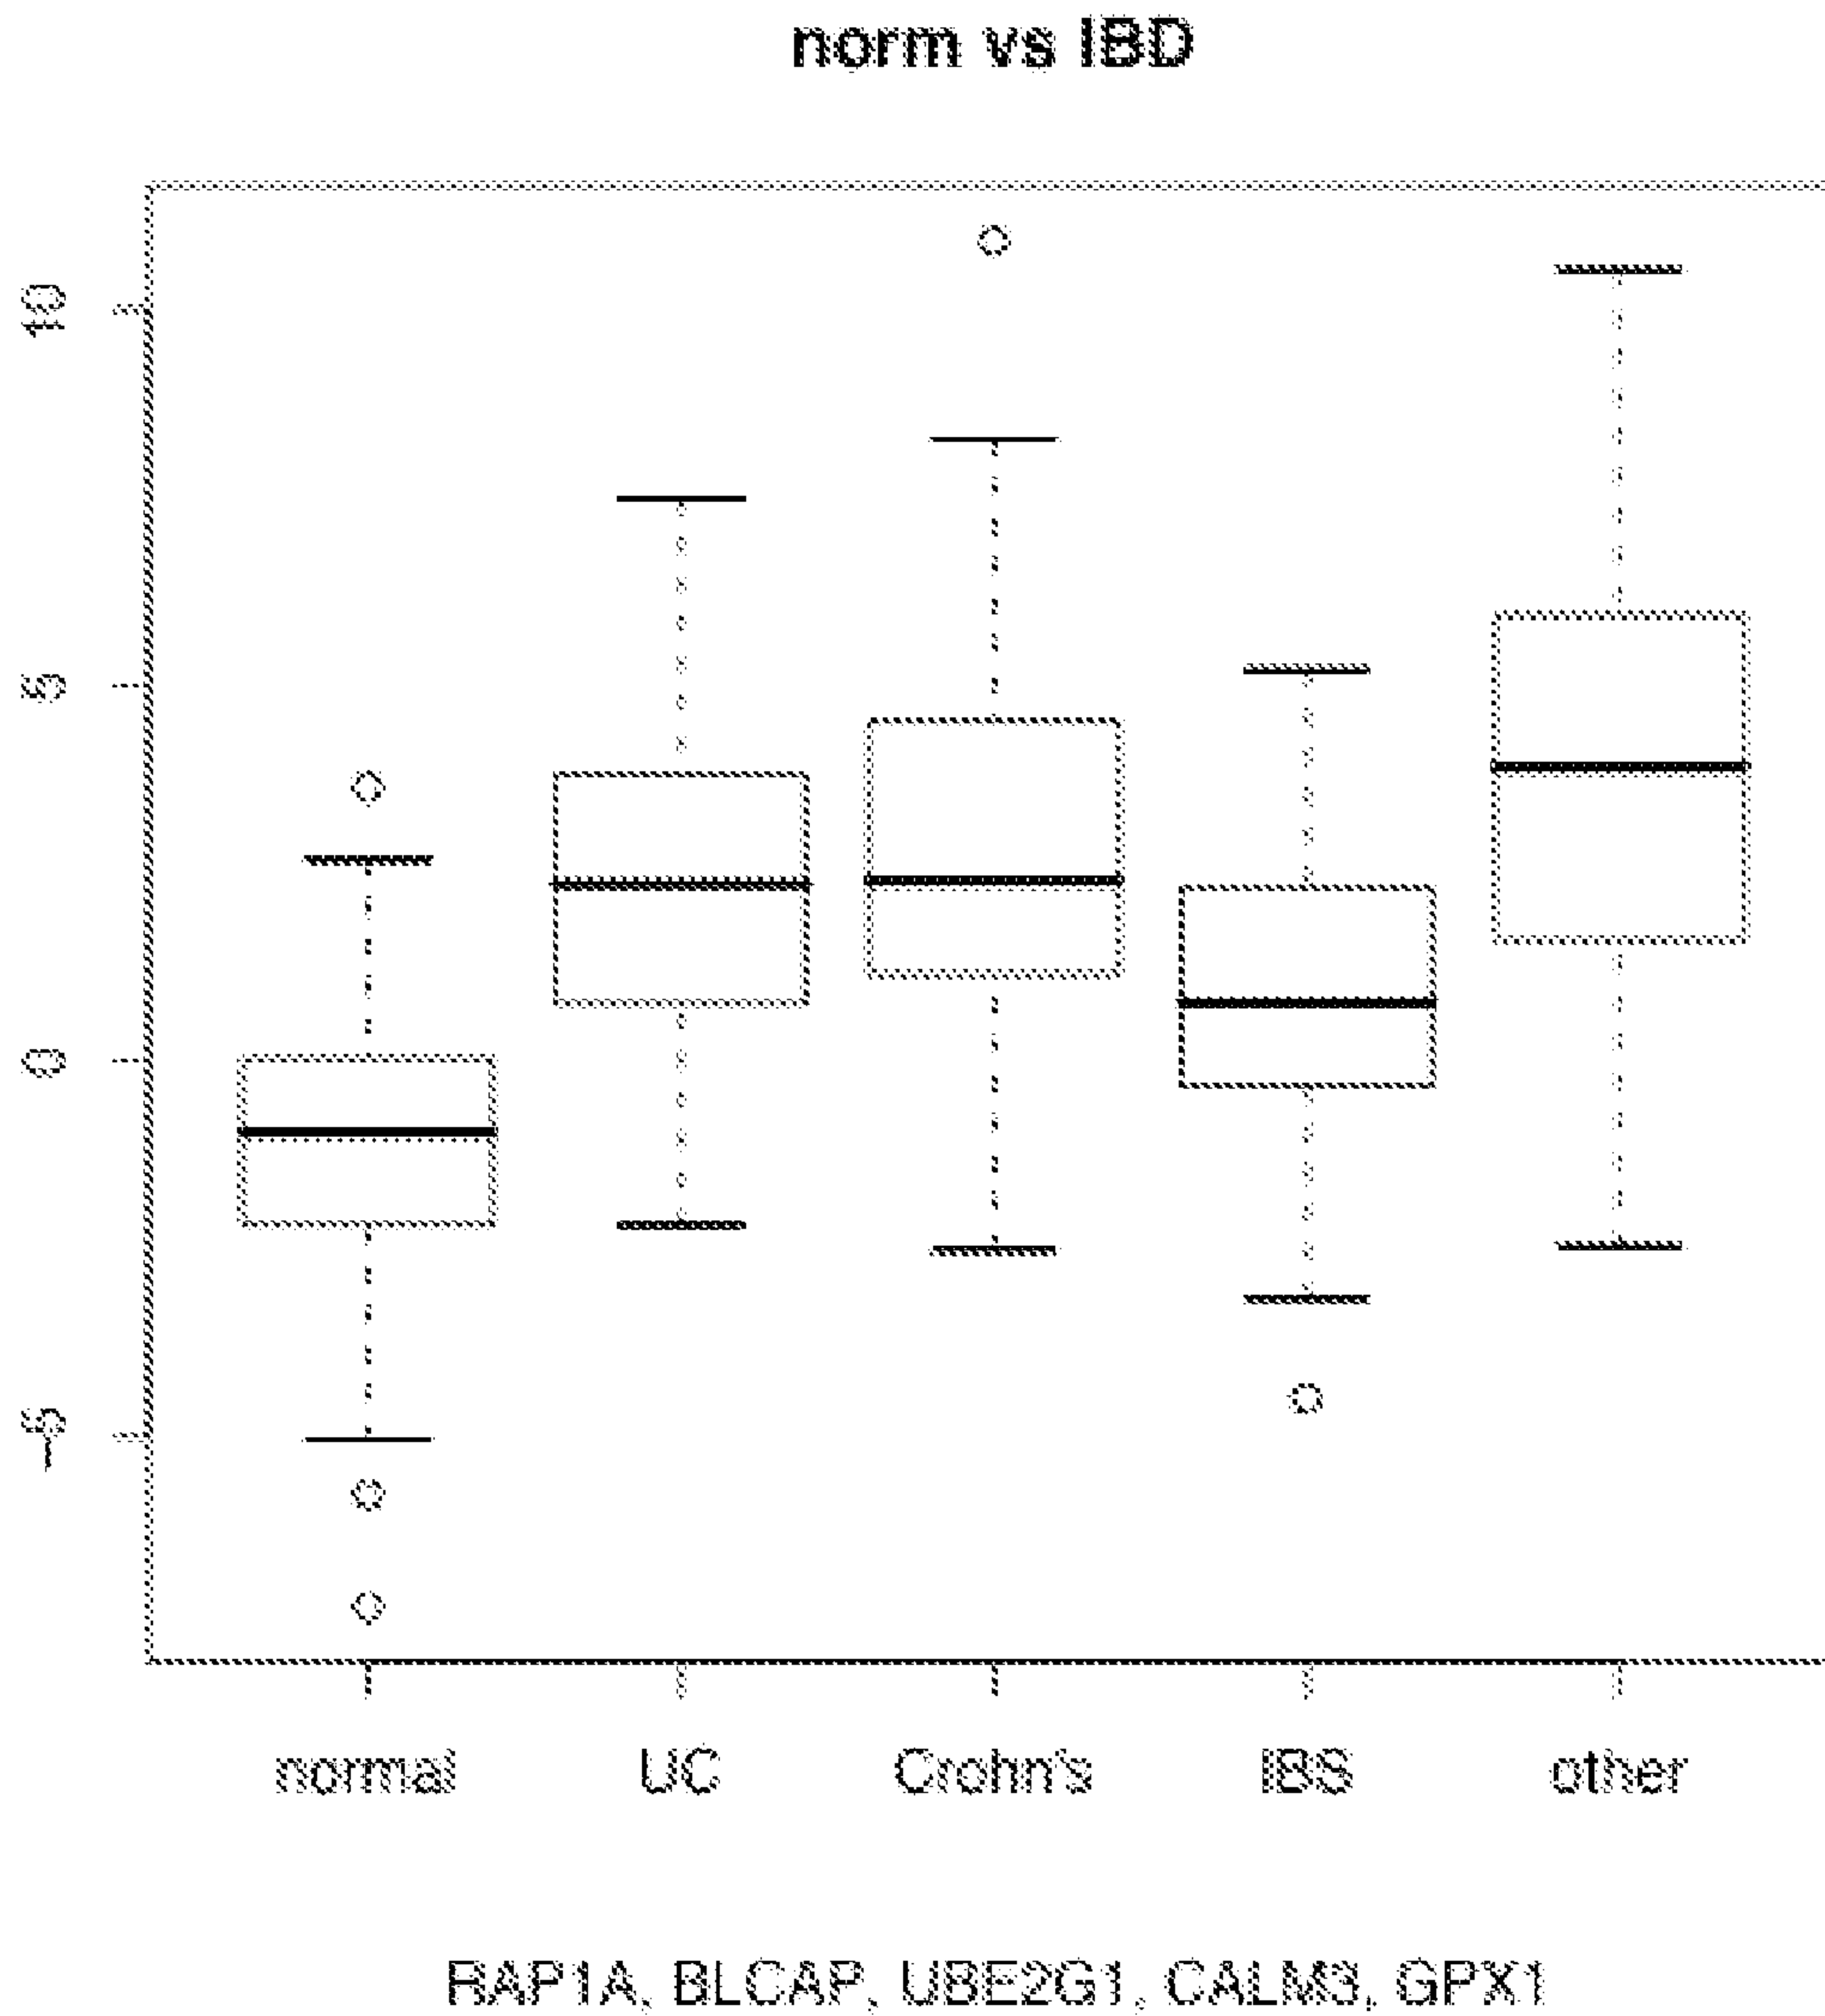 norm vs IBD
10
5
0
-5
normal UC Crohn's IBS other
RAP1A, BLCAP, UBE2G1, CALM3, GPX1